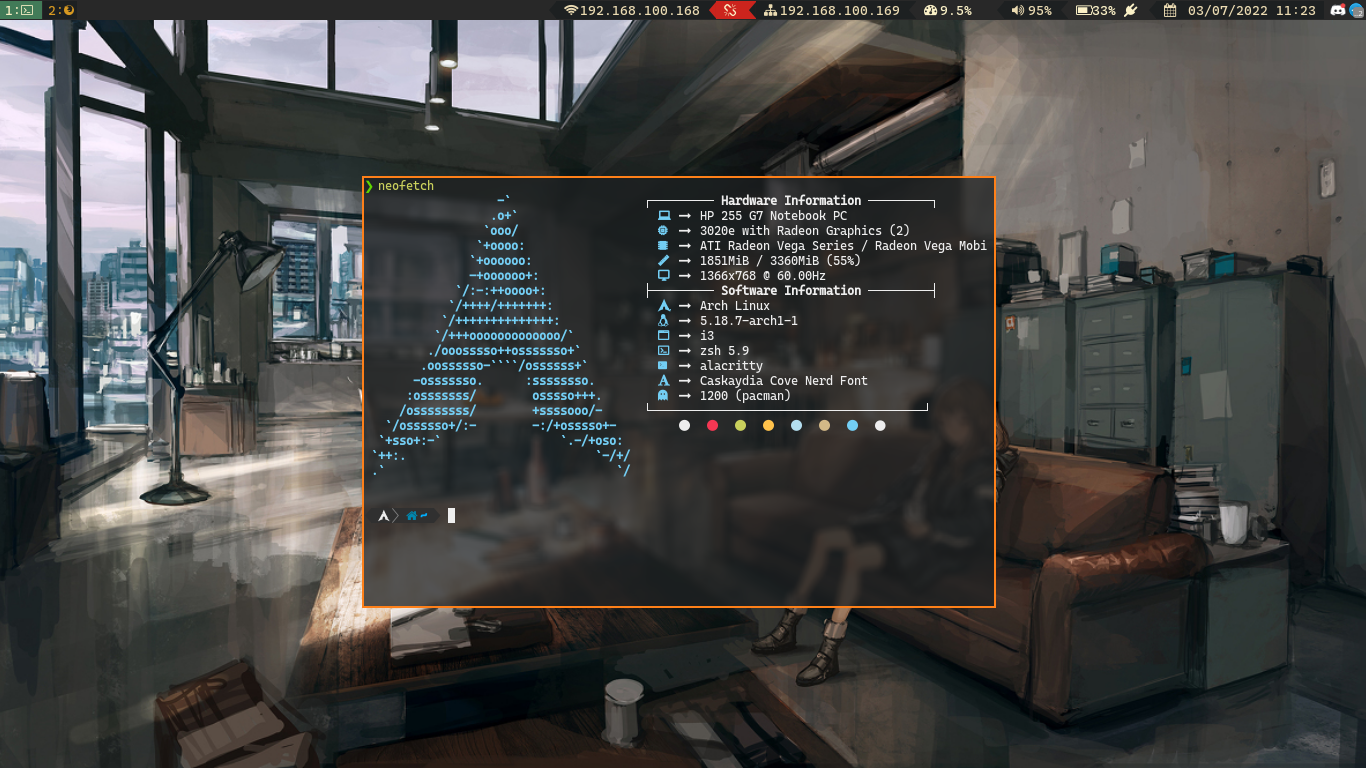 1: 2: 192.168.100.168 192.168.100.169 9.5% 95% 33% 03/07/2022 11:23
❯ neofetch
-`
.o+`
`ooo/
`+oooo:
`+oooooo:
-+oooooo+:
`/:-:++oooo+:
`/++++/+++++++:
`/++++++++++++++:
`/+++ooooooooooooo/`
./ooosssso++osssssso+`
.oossssso-````/ossssss+`
-osssssso. :ssssssso.
:osssssss/ osssso+++.
/ossssssss/ +ssssooo/-
`/ossssso+/:- -:/+osssso+-
`+sso+:-` `.-/+oso:
`++:. `-/+/
.` `/
Hardware Information
→ HP 255 G7 Notebook PC
→ 3020e with Radeon Graphics (2)
→ ATI Radeon Vega Series / Radeon Vega Mobi
→ 1851MiB / 3360MiB (55%)
→ 1366x768 @ 60.00Hz
Software Information
→ Arch Linux
→ 5.18.7-arch1-1
→ i3
→ zsh 5.9
→ alacritty
→ Caskaydia Cove Nerd Font
→ 1200 (pacman)
~